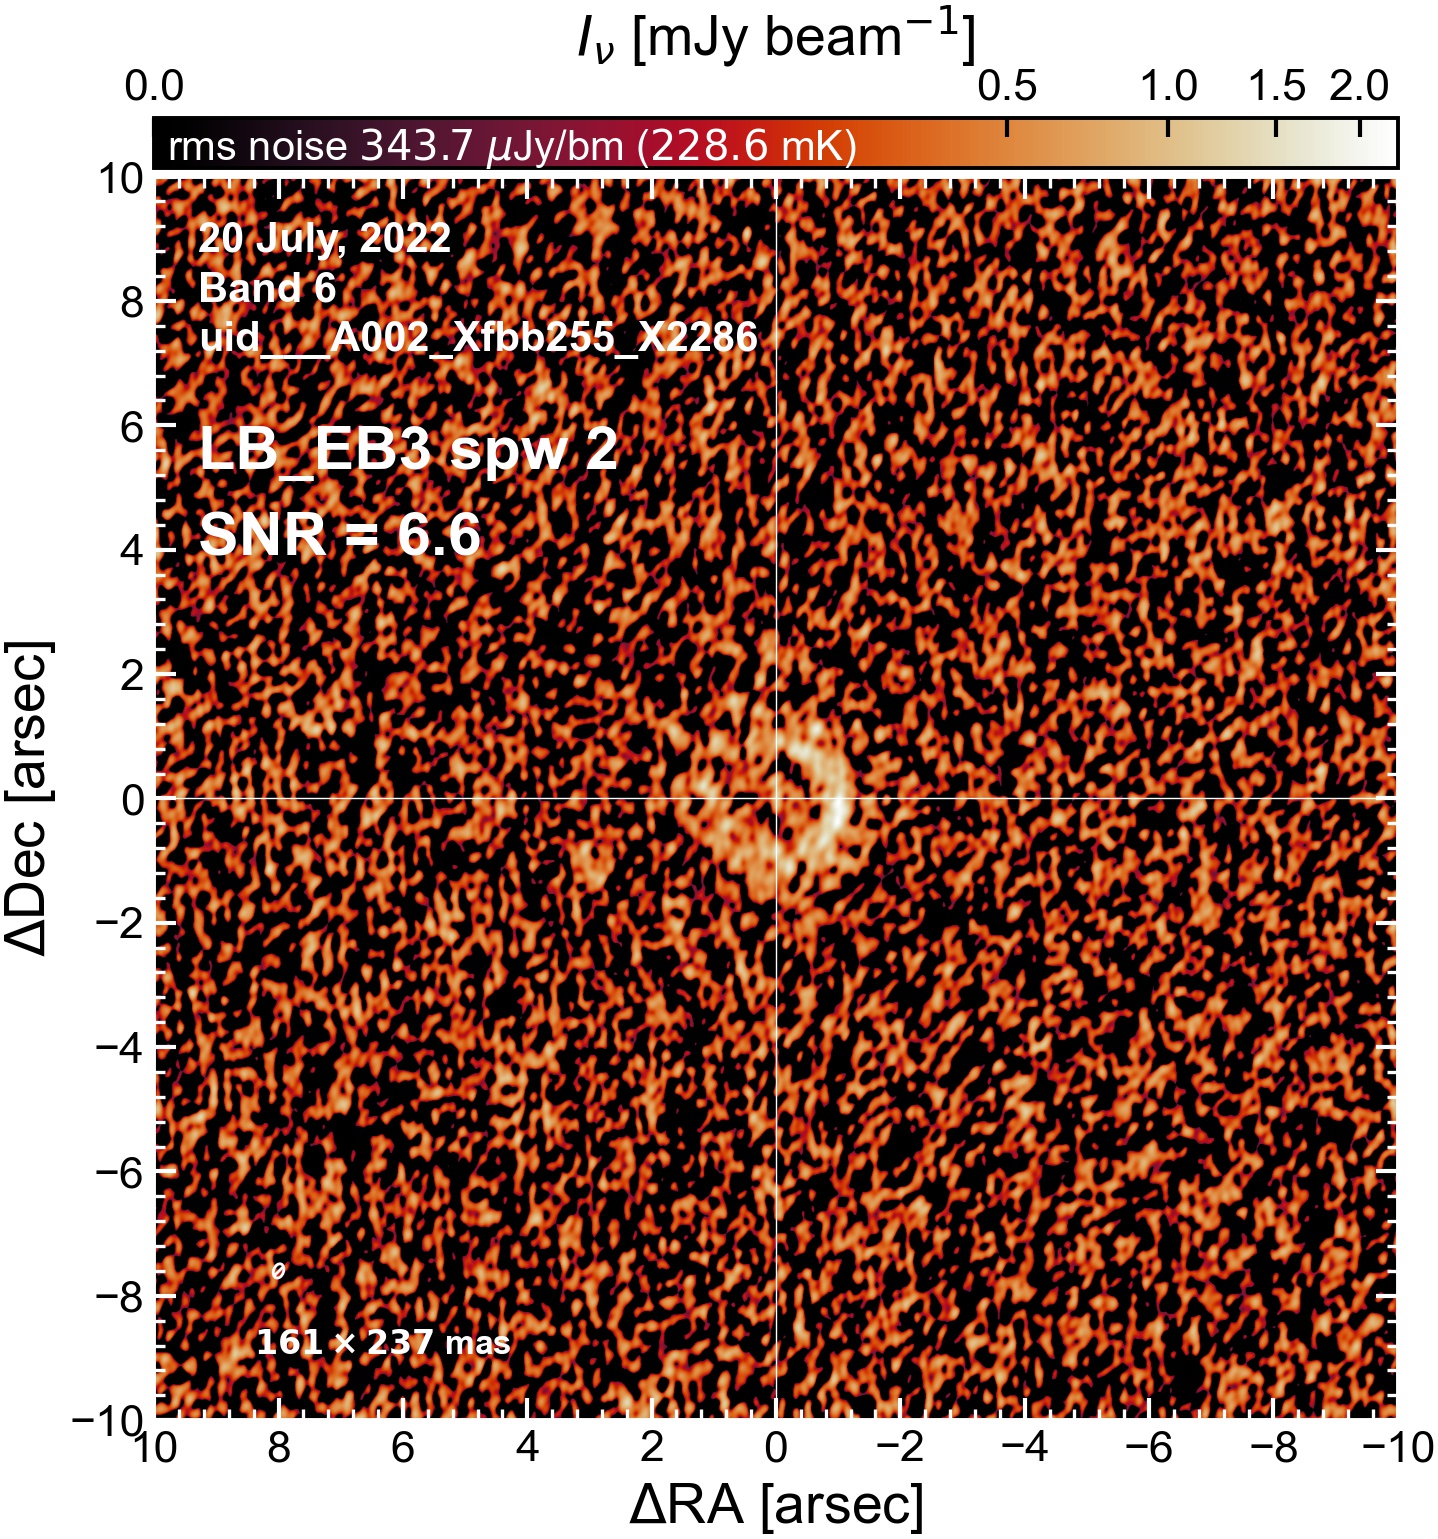 I_ν [mJy beam⁻¹]
0.0 0.5 1.0 1.5 2.0
rms noise 343.7 μJy/bm (228.6 mK)
10
20 July, 2022
8
Band 6
uid___A002_Xfbb255_X2286
6
LB_EB3 spw 2
SNR = 6.6
4
2
0
−2
−4
−6
−8
161 × 237 mas
−10
ΔDec [arsec]
10 8 6 4 2 0 −2 −4 −6 −8 −10
ΔRA [arsec]